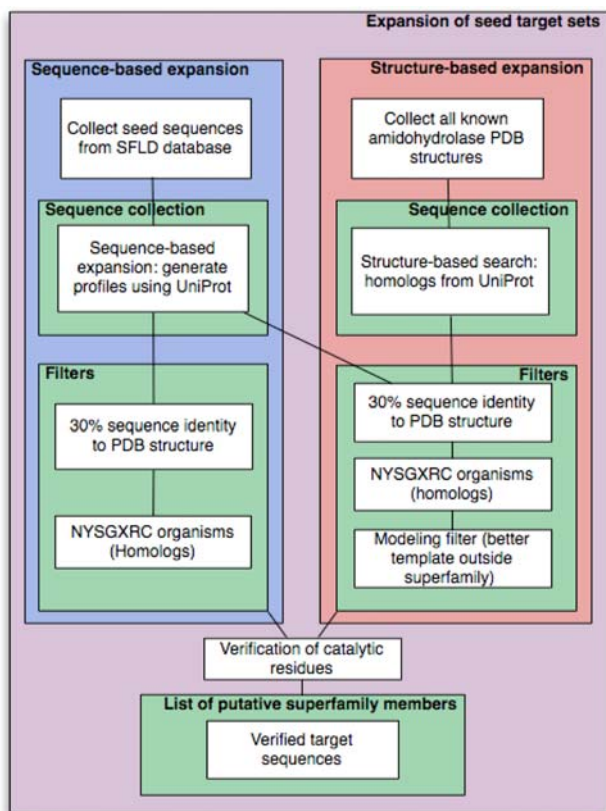 Expansion of seed target sets
Sequence-based expansion
Collect seed sequences
from SFLD database
Sequence collection
Sequence-based
expansion: generate
profiles using UniProt
Filters
30% sequence identity
to PDB structure
NYSGXRC organisms
(Homologs)
Structure-based expansion
Collect all known
amidohydrolase PDB
structures
Sequence collection
Structure-based search:
homologs from UniProt
Filters
30% sequence identity
to PDB structure
NYSGXRC organisms
(homologs)
Modeling filter (better
template outside
superfamily)
Verification of catalytic
residues
List of putative superfamily members
Verified target
sequences